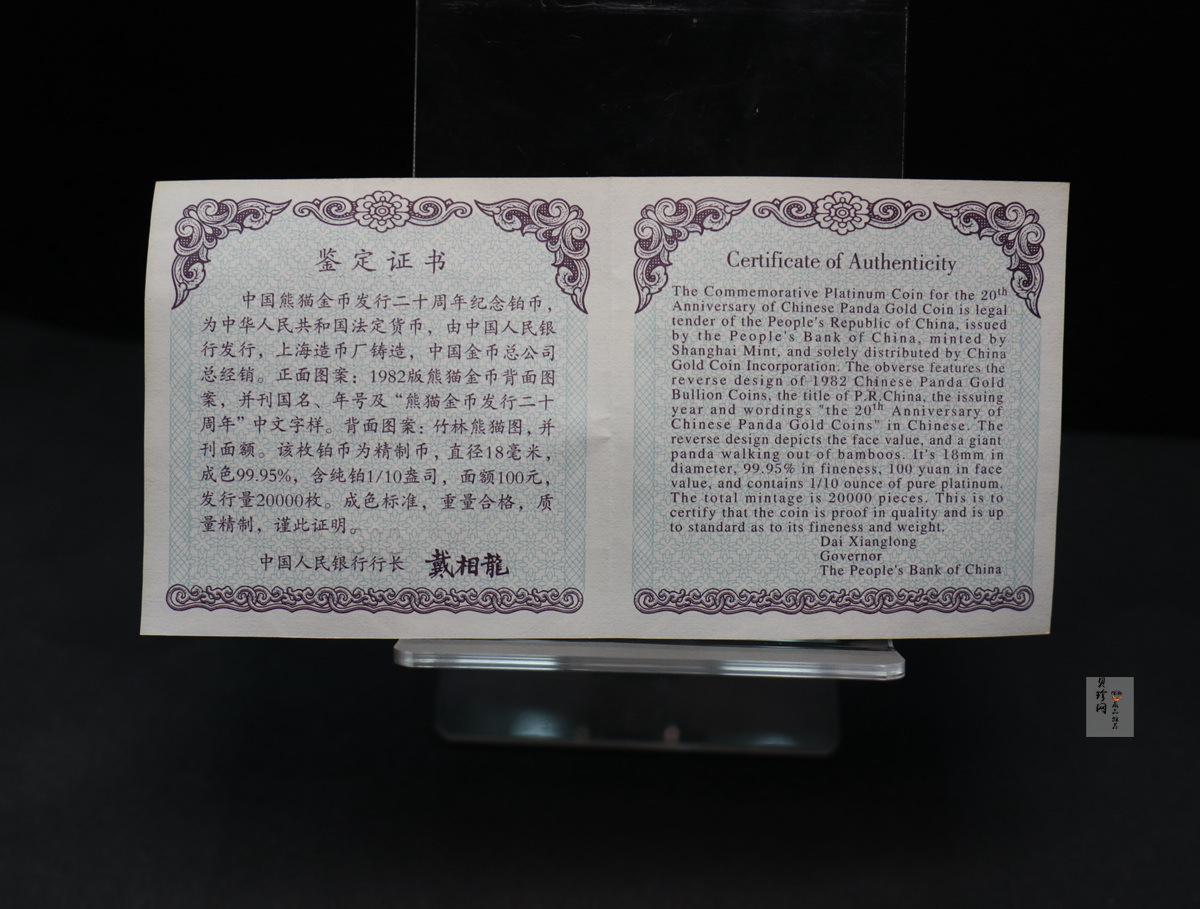 鉴定证书
中国熊猫金币发行二十周年纪念铂币，
为中华人民共和国法定货币，由中国人民银
行发行，上海造币厂铸造，中国金币总公司
总经销。正面图案：1982版熊猫金币背面图
案，并刊国名、年号及“熊猫金币发行二十
周年”中文字样。背面图案：竹林熊猫图，并
刊面额。该枚铂币为精制币，直径18毫米，
成色99.95%，含纯铂1/10盎司，面额100元，
发行量20000枚。成色标准，重量合格，质
量精制，谨此证明。
中国人民银行行长 戴相龍
Certificate of Authenticity
The Commemorative Platinum Coin for the 20th
Anniversary of Chinese Panda Gold Coin is legal
tender of the People's Republic of China, issued
by the People's Bank of China, minted by
Shanghai Mint, and solely distributed by China
Gold Coin Incorporation. The obverse features the
reverse design of 1982 Chinese Panda Gold
Bullion Coins, the title of P.R.China, the issuing
year and wordings "the 20th Anniversary of
Chinese Panda Gold Coins" in Chinese. The
reverse design depicts the face value, and a giant
panda walking out of bamboos. It's 18mm in
diameter, 99.95% in fineness, 100 yuan in face
value, and contains 1/10 ounce of pure platinum.
The total mintage is 20000 pieces. This is to
certify that the coin is proof in quality and is up
to standard as to its fineness and weight.
Dai Xianglong
Governor
The People's Bank of China